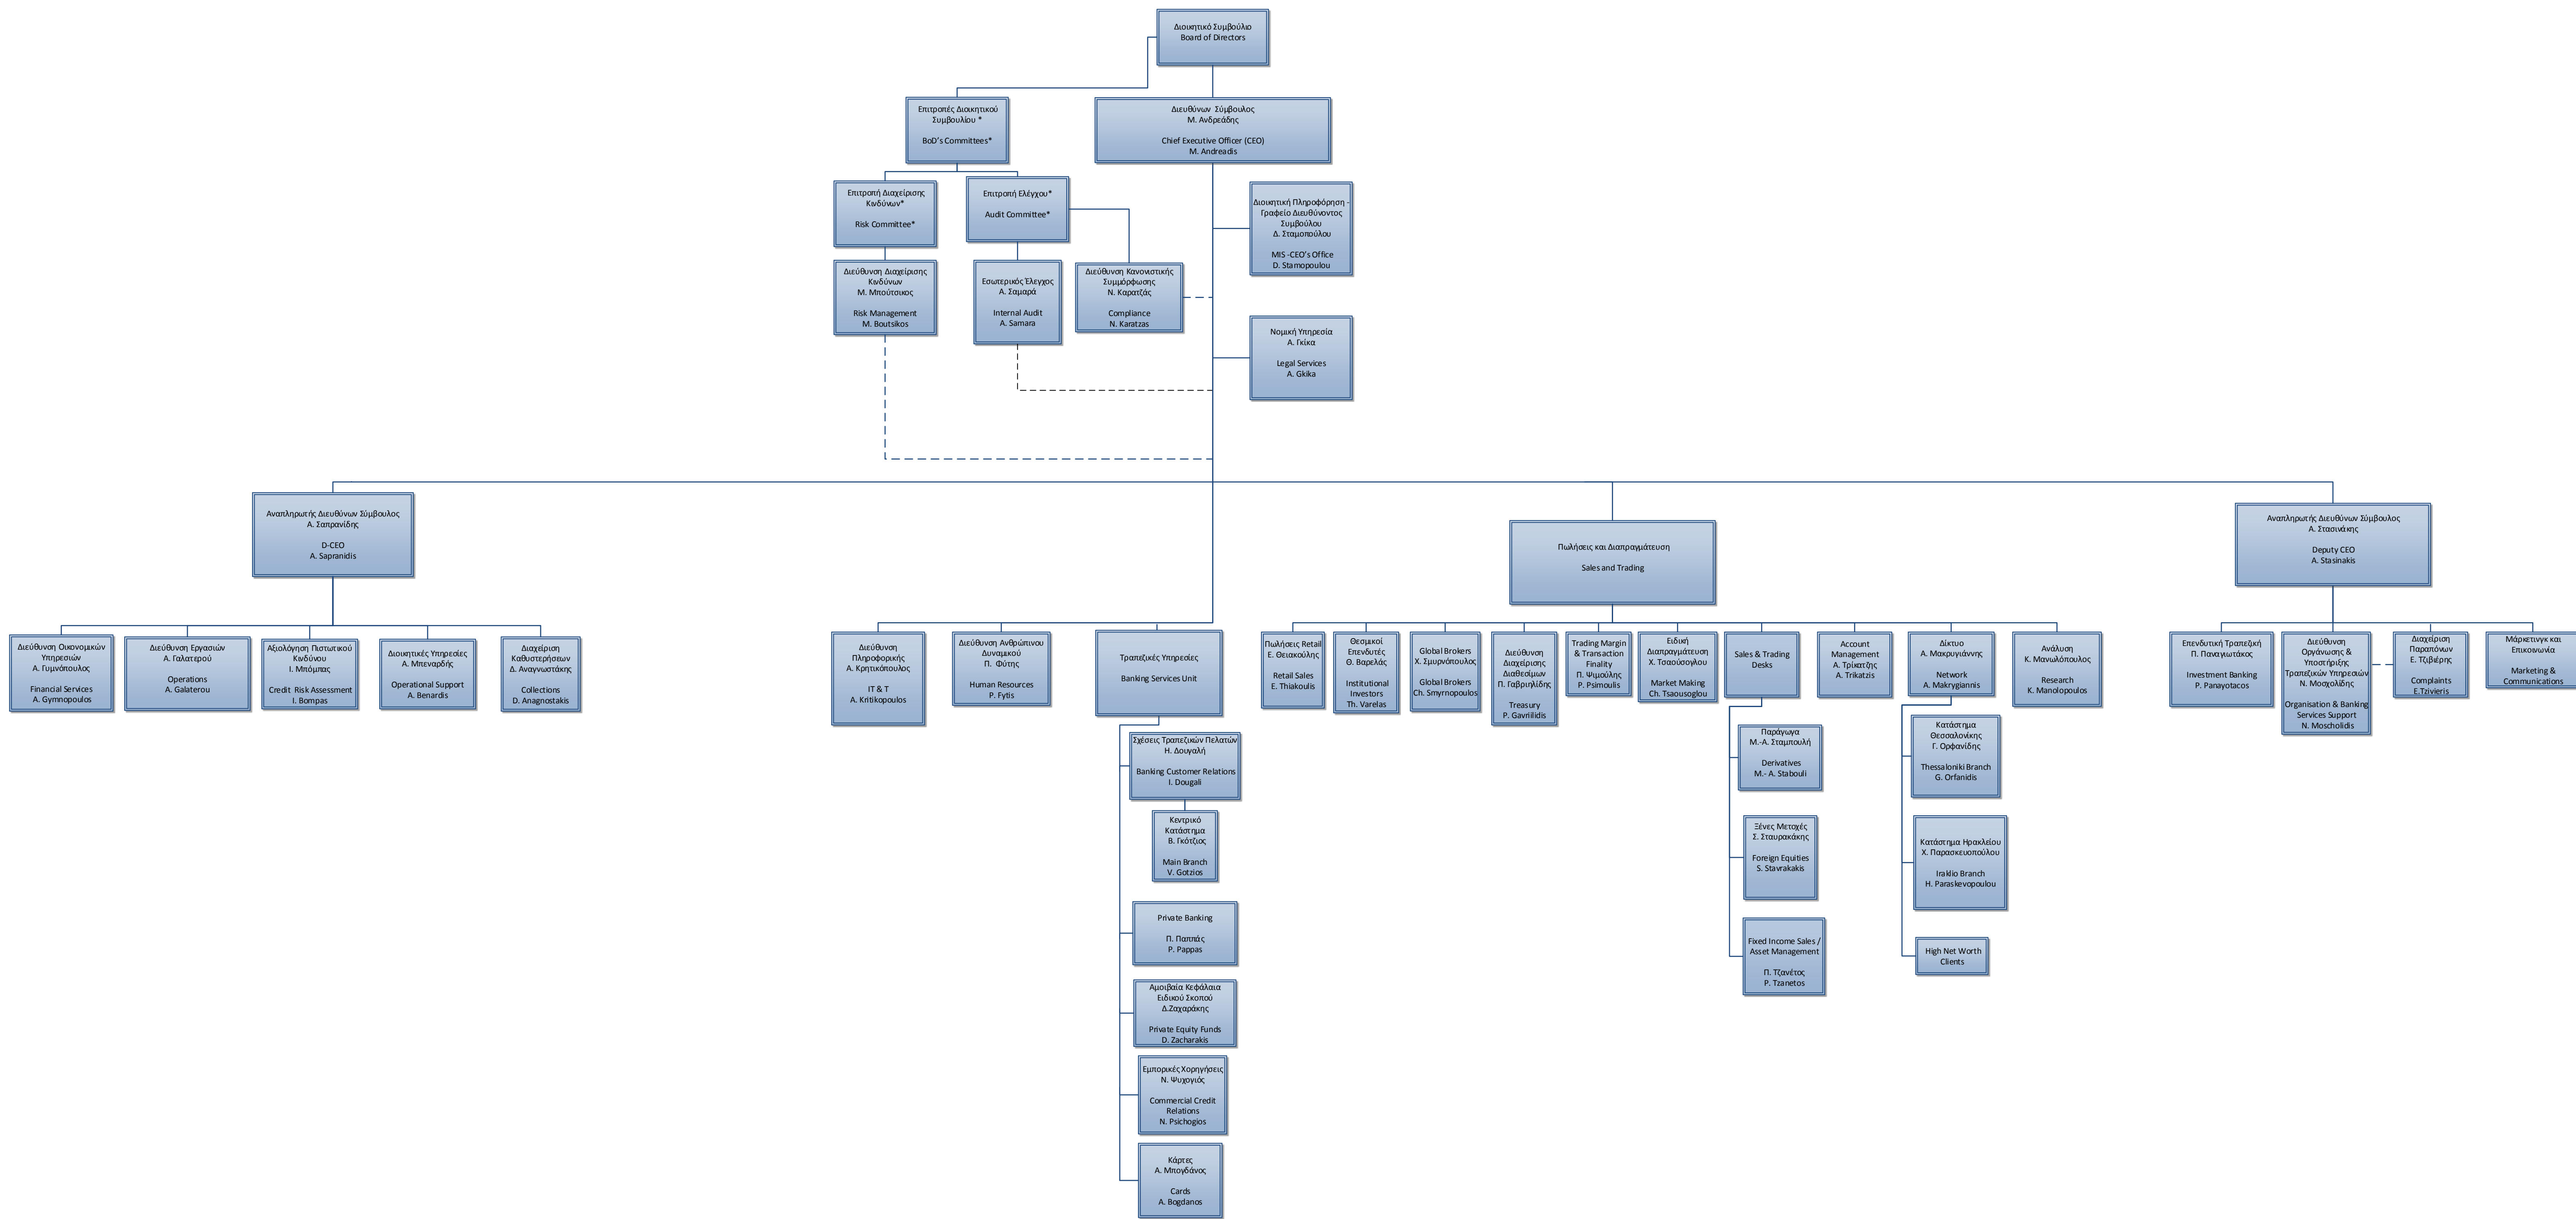 Διοικητικό Συμβούλιο
Board of Directors
Επιτροπές Διοικητικού
Συμβουλίου *
BoD's Committees*
Διευθύνων Σύμβουλος
Μ. Ανδρεάδης
Chief Executive Officer (CEO)
M. Andreadis
Επιτροπή Διαχείρισης
Κινδύνων*
Risk Committee*
Επιτροπή Ελέγχου*
Audit Committee*
Διοικητική Πληροφόρηση -
Γραφείο Διευθύνοντος
Συμβούλου
Δ. Σταμοπούλου
MIS -CEO's Office
D. Stamopoulou
Διεύθυνση Διαχείρισης
Κινδύνων
Μ. Μπούτσικος
Risk Management
M. Boutsikos
Εσωτερικός Έλεγχος
Α. Σαμαρά
Internal Audit
A. Samara
Διεύθυνση Κανονιστικής
Συμμόρφωσης
Ν. Καρατζάς
Compliance
N. Karatzas
Νομική Υπηρεσία
Α. Γκίκα
Legal Services
A. Gkika
Αναπληρωτής Διευθύνων Σύμβουλος
Α. Σαπρανίδης
D-CEO
A. Sapranidis
Πωλήσεις και Διαπραγμάτευση
Sales and Trading
Αναπληρωτής Διευθύνων Σύμβουλος
Α. Στασινάκης
Deputy CEO
A. Stasinakis
Διεύθυνση Οικονομικών
Υπηρεσιών
Α. Γυμνόπουλος
Financial Services
A. Gymnopoulos
Διεύθυνση Εργασιών
Α. Γαλατερού
Operations
A. Galaterou
Αξιολόγηση Πιστωτικού
Κινδύνου
Ι. Μπόμπας
Credit Risk Assessment
I. Bompas
Διοικητικές Υπηρεσίες
Α. Μπεναρδής
Operational Support
A. Benardis
Διαχείριση
Καθυστερήσεων
Δ. Αναγνωστάκης
Collections
D. Anagnostakis
Διεύθυνση
Πληροφορικής
Α. Κρητικόπουλος
IT & T
A. Kritikopoulos
Διεύθυνση Ανθρώπινου
Δυναμικού
Π. Φύτης
Human Resources
P. Fytis
Τραπεζικές Υπηρεσίες
Banking Services Unit
Πωλήσεις Retail
Ε. Θειακούλης
Retail Sales
E. Thiakoulis
Θεσμικοί
Επενδυτές
Θ. Βαρελάς
Institutional
Investors
Th. Varelas
Global Brokers
Χ. Σμυρνόπουλος
Global Brokers
Ch. Smyrnopoulos
Διεύθυνση
Διαχείρισης
Διαθεσίμων
Π. Γαβριηλίδης
Treasury
P. Gavriilidis
Trading Margin
& Transaction
Finality
Π. Ψιμούλης
P. Psimoulis
Ειδική
Διαπραγμάτευση
Χ. Τσαούσογλου
Market Making
Ch. Tsaousoglou
Sales & Trading
Desks
Account
Management
Α. Τρίκατζης
A. Trikatzis
Δίκτυο
Α. Μακρυγιάννης
Network
A. Makrygiannis
Ανάλυση
Κ. Μανωλόπουλος
Research
K. Manolopoulos
Επενδυτική Τραπεζική
Π. Παναγιωτάκος
Investment Banking
P. Panayotacos
Διεύθυνση
Οργάνωσης &
Υποστήριξης
Τραπεζικών Υπηρεσιών
Ν. Μοσχολίδης
Organisation & Banking
Services Support
N. Moscholidis
Διαχείριση
Παραπόνων
Ε. Τζιβιέρης
Complaints
E.Tzivieris
Μάρκετινγκ και
Επικοινωνία
Marketing &
Communications
Σχέσεις Τραπεζικών Πελατών
Η. Δουγαλή
Banking Customer Relations
I. Dougali
Κεντρικό
Κατάστημα
Β. Γκότζιος
Main Branch
V. Gotzios
Private Banking
Π. Παππάς
P. Pappas
Αμοιβαία Κεφάλαια
Ειδικού Σκοπού
Δ.Ζαχαράκης
Private Equity Funds
D. Zacharakis
Εμπορικές Χορηγήσεις
Ν. Ψυχογιός
Commercial Credit
Relations
N. Psichogios
Κάρτες
Α. Μπογδάνος
Cards
A. Bogdanos
Παράγωγα
Μ.-Α. Σταμπουλή
Derivatives
M.- A. Stabouli
Ξένες Μετοχές
Σ. Σταυρακάκης
Foreign Equities
S. Stavrakakis
Fixed Income Sales /
Asset Management
Π. Τζανέτος
P. Tzanetos
Κατάστημα
Θεσσαλονίκης
Γ. Ορφανίδης
Thessaloniki Branch
G. Orfanidis
Κατάστημα Ηρακλείου
Χ. Παρασκευοπούλου
Iraklio Branch
H. Paraskevopoulou
High Net Worth
Clients